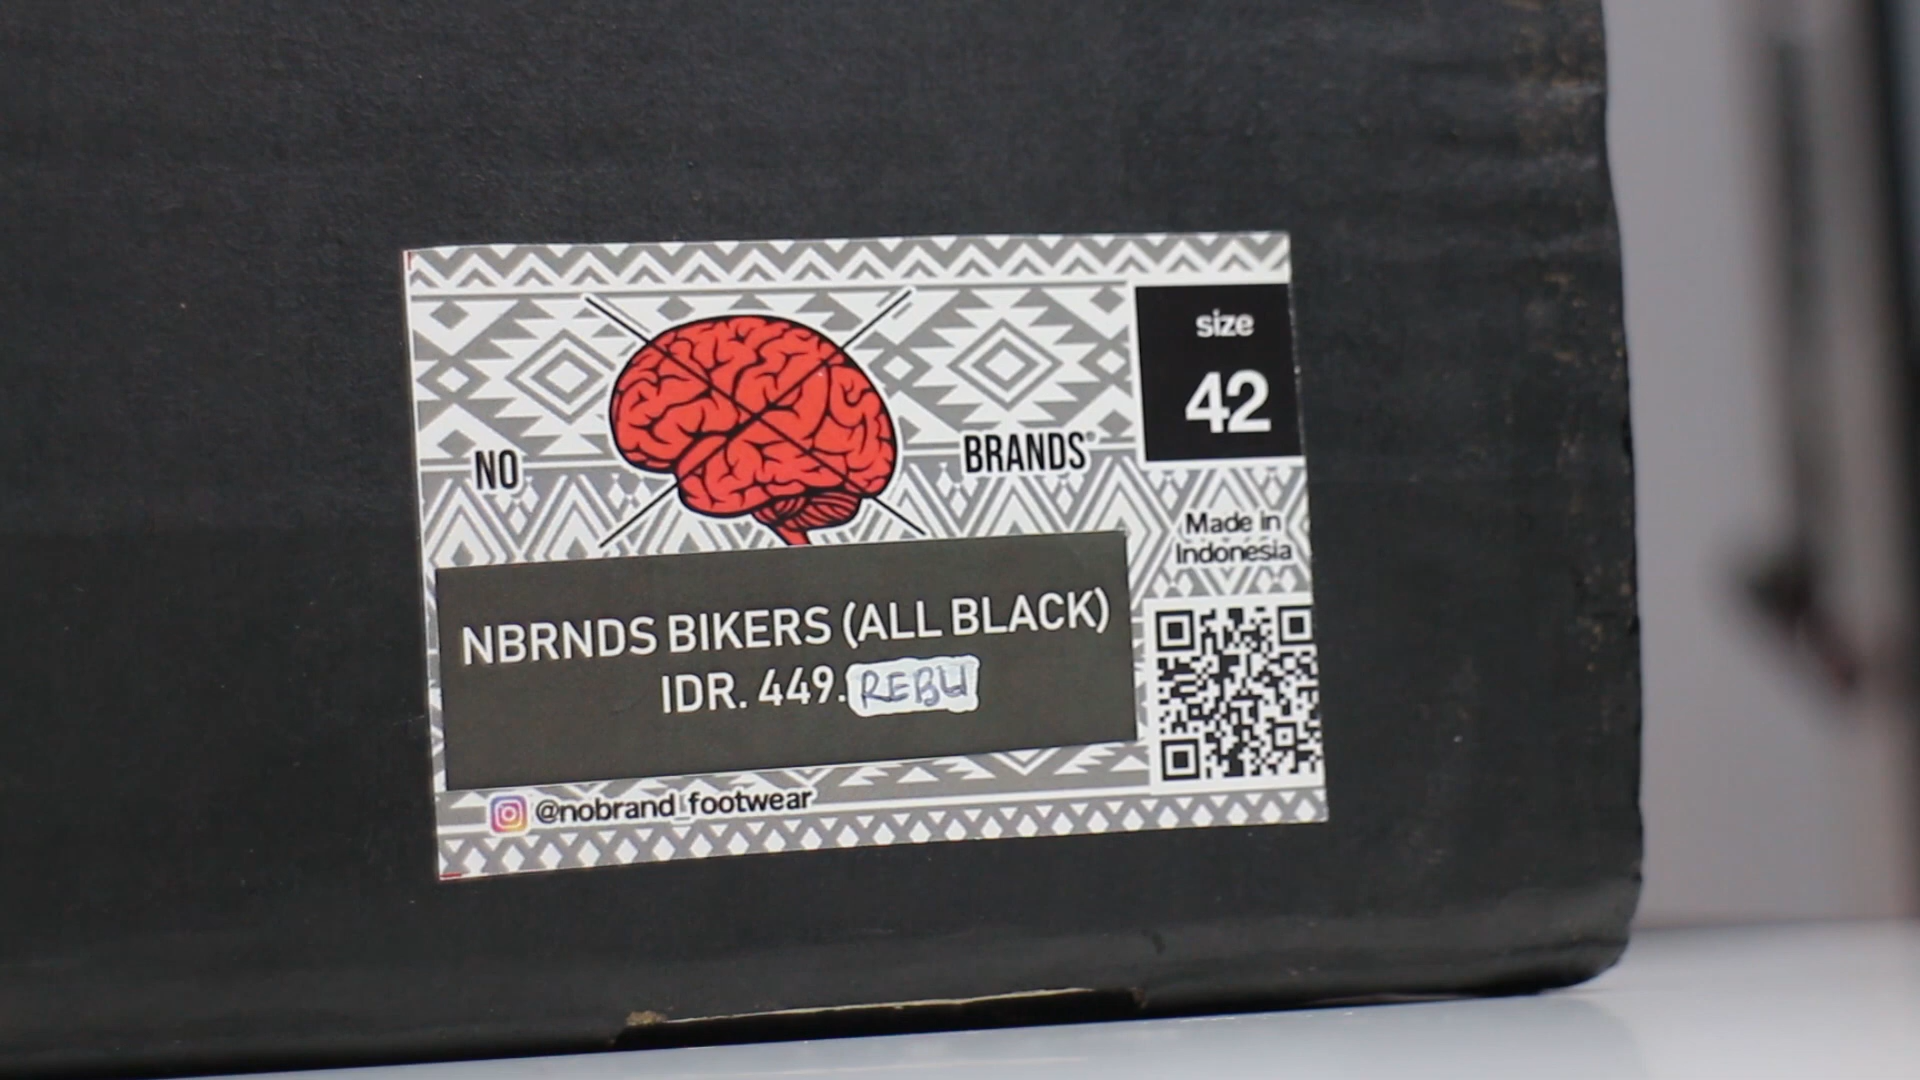 NO BRANDS®
size
42
Made in
Indonesia
NBRNDS BIKERS (ALL BLACK)
IDR. 449.REBU
@nobrand_footwear